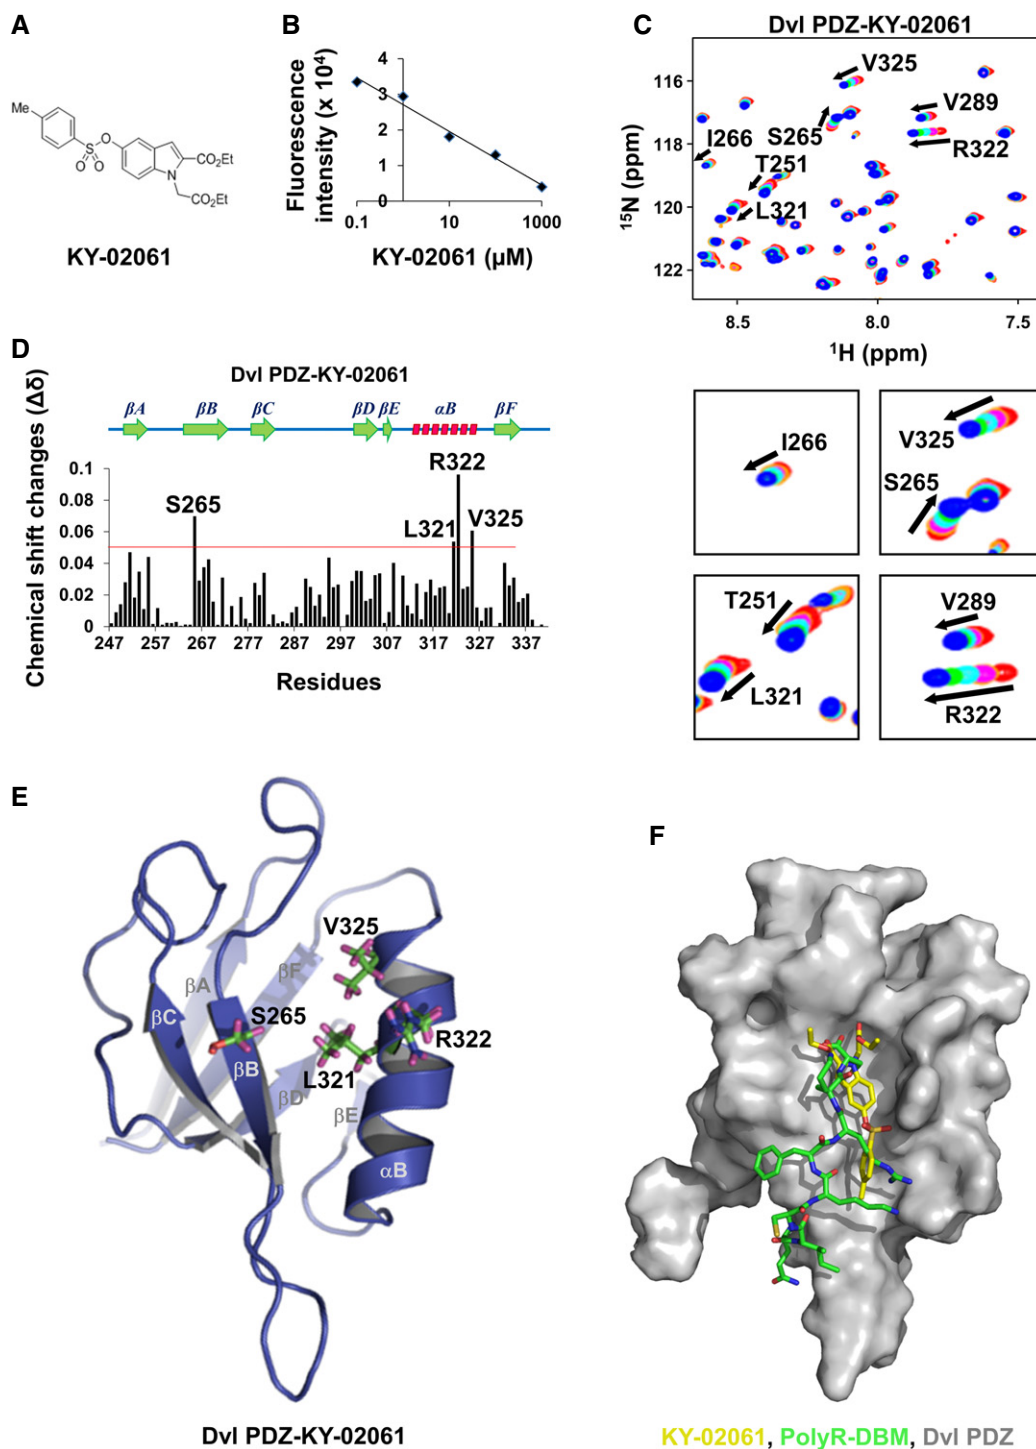 A
Me
O
S
O
O
N
CO₂Et
CO₂Et
KY-02061
B
Fluorescence
intensity (x 10⁴)
4
3
2
1
0
0.1
10
1000
KY-02061 (μM)
C
Dvl PDZ-KY-02061
V325
V289
S265
I266
R322
T251
L321
116
118
120
122
¹⁵N (ppm)
8.5
8.0
7.5
¹H (ppm)
I266
V325
S265
T251
L321
V289
R322
D
Dvl PDZ-KY-02061
βA
βB
βC
βD
βE
αB
βF
Chemical shift changes (Δδ)
0.1
0.08
0.06
0.04
0.02
0
S265
L321
R322
V325
247
257
267
277
287
297
307
317
327
337
Residues
E
V325
βF
βA
βC
S265
R322
βB
L321
βD
βE
αB
Dvl PDZ-KY-02061
F
KY-02061, PolyR-DBM, Dvl PDZ